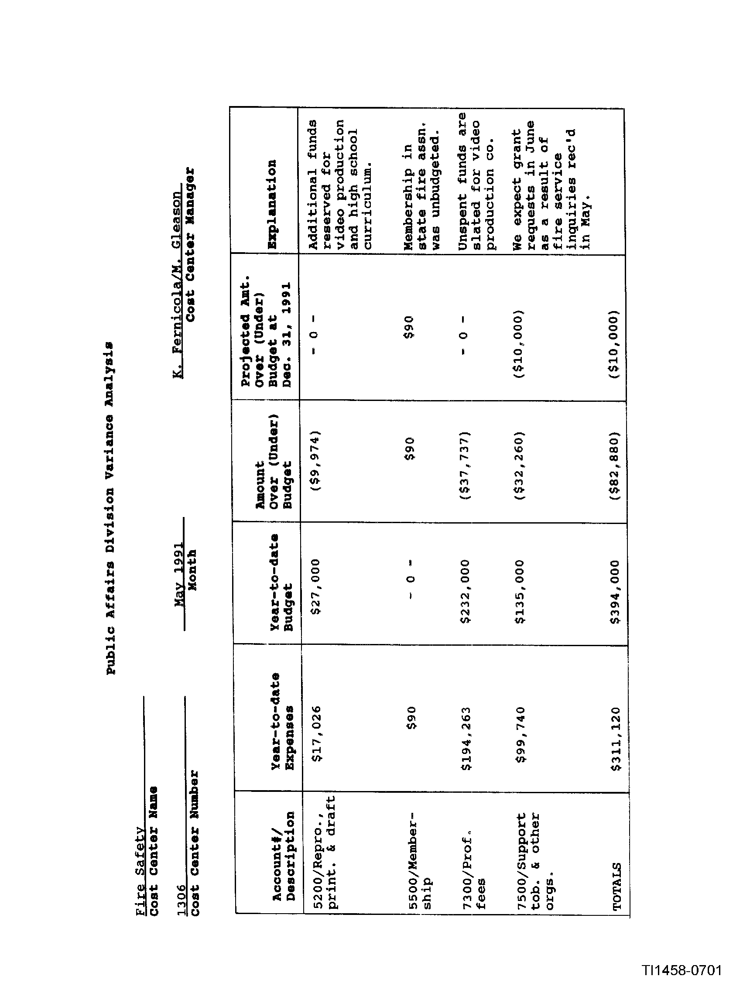 Public Affairs Division Variance Analysis
Fire Safety
Cost Center Name
1306
Cost Center Number
May 1991
Month
K. Fernicola/M. Gleason
Cost Center Manager
Account#/
Description
Year-to-date
Expenses
Year-to-date
Budget
Amount
Over (Under)
Budget
Projected Amt.
Over (Under)
Budget at
Dec. 31, 1991
Explanation
5200/Repro.,
print. & draft
$17,026
$27,000
($9,974)
- 0 -
Additional funds
reserved for
video production
and high school
curriculum.
5500/Member-
ship
$90
- 0 -
$90
$90
Membership in
state fire assn.
was unbudgeted.
7300/Prof.
fees
$194,263
$232,000
($37,737)
- 0 -
Unspent funds are
slated for video
production co.
7500/Support
tob. & other
orgs.
$99,740
$135,000
($32,260)
($10,000)
We expect grant
requests in June
as a result of
fire service
inquiries rec'd
in May.
TOTALS
$311,120
$394,000
($82,880)
($10,000)
TI1458-0701